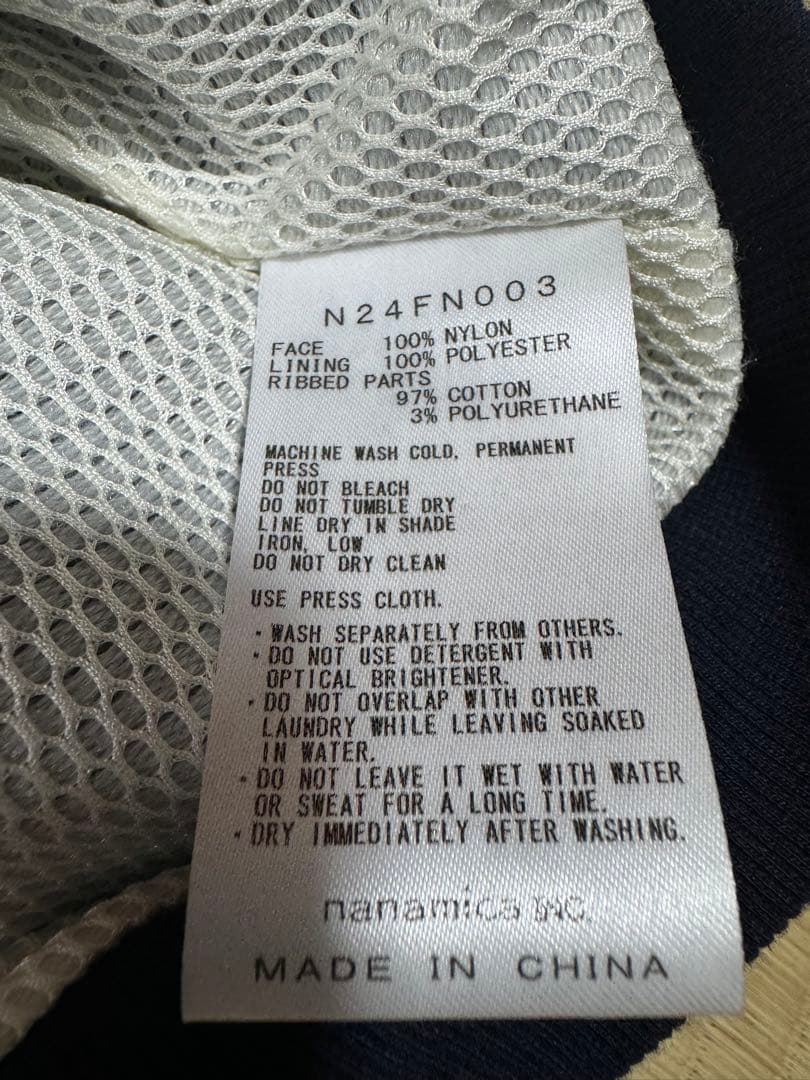 N24FN003
FACE 100% NYLON
LINING 100% POLYESTER
RIBBED PARTS
97% COTTON
3% POLYURETHANE
MACHINE WASH COLD, PERMANENT
PRESS
DO NOT BLEACH
DO NOT TUMBLE DRY
LINE DRY IN SHADE
IRON, LOW
DO NOT DRY CLEAN
USE PRESS CLOTH.
・WASH SEPARATELY FROM OTHERS.
・DO NOT USE DETERGENT WITH
OPTICAL BRIGHTENER.
・DO NOT OVERLAP WITH OTHER
LAUNDRY WHILE LEAVING SOAKED
IN WATER.
・DO NOT LEAVE IT WET WITH WATER
OR SWEAT FOR A LONG TIME.
・DRY IMMEDIATELY AFTER WASHING.
nanamica INC.
MADE IN CHINA